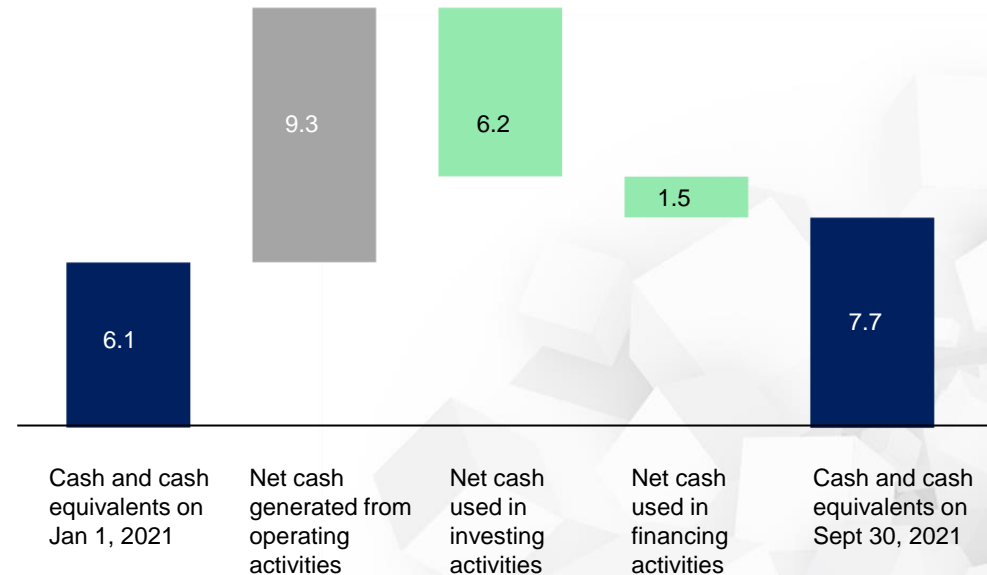 9.3
6.2
1.5
6.1
7.7
Cash and cash
equivalents on
Jan 1, 2021
Net cash
generated from
operating
activities
Net cash
used in
investing
activities
Net cash
used in
financing
activities
Cash and cash
equivalents on
Sept 30, 2021